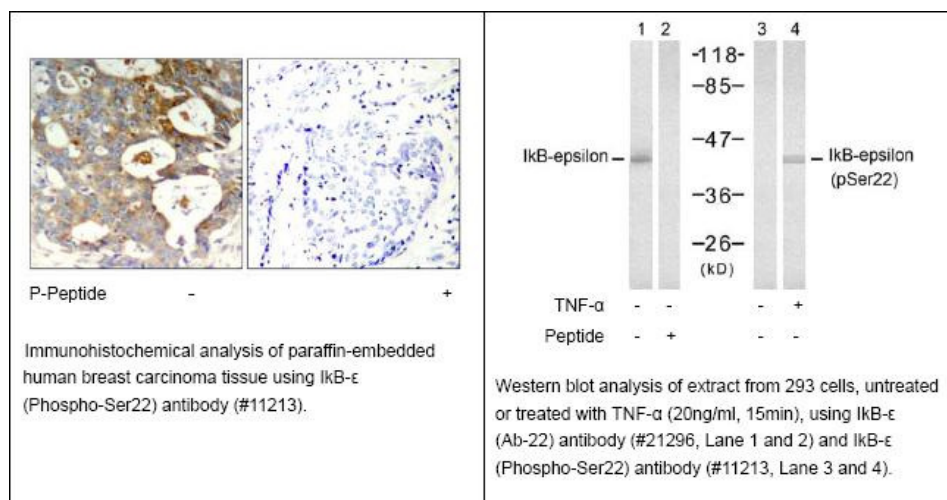 P-Peptide - +
Immunohistochemical analysis of paraffin-embedded
human breast carcinoma tissue using IkB-ε
(Phospho-Ser22) antibody (#11213).
1 2 3 4
-118-
-85-
-47-
IkB-epsilon
IkB-epsilon
(pSer22)
-36-
-26-
(kD)
TNF-α - - - +
Peptide - + - -
Western blot analysis of extract from 293 cells, untreated
or treated with TNF-α (20ng/ml, 15min), using IkB-ε
(Ab-22) antibody (#21296, Lane 1 and 2) and IkB-ε
(Phospho-Ser22) antibody (#11213, Lane 3 and 4).